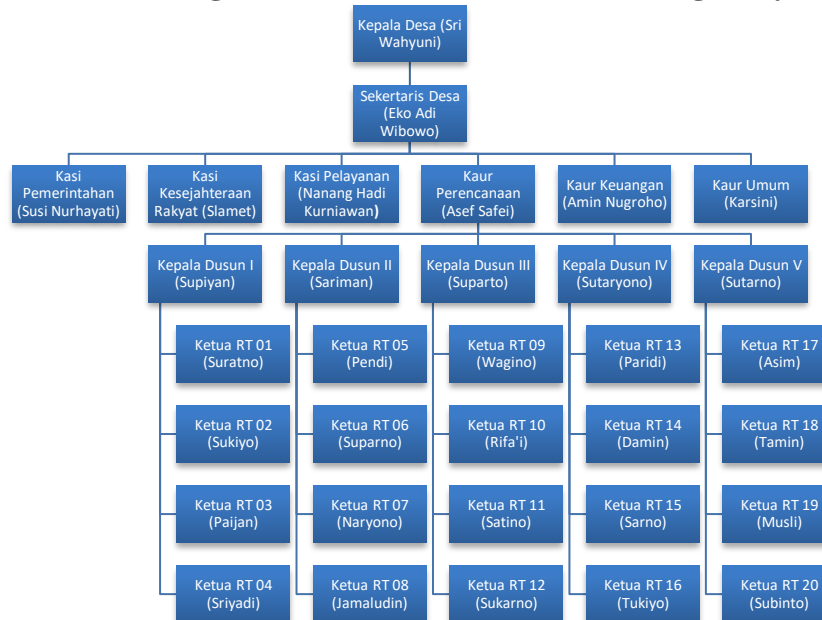 Kepala Desa (Sri
Wahyuni)
Sekertaris Desa
(Eko Adi
Wibowo)
Kasi
Pemerintahan
(Susi Nurhayati)
Kasi
Kesejahteraan
Rakyat (Slamet)
Kasi Pelayanan
(Nanang Hadi
Kurniawan)
Kaur
Perencanaan
(Asef Safei)
Kaur Keuangan
(Amin Nugroho)
Kaur Umum
(Karsini)
Kepala Dusun I
(Supiyan)
Kepala Dusun II
(Sariman)
Kepala Dusun III
(Suparto)
Kepala Dusun IV
(Sutaryono)
Kepala Dusun V
(Sutarno)
Ketua RT 01
(Suratno)
Ketua RT 05
(Pendi)
Ketua RT 09
(Wagino)
Ketua RT 13
(Paridi)
Ketua RT 17
(Asim)
Ketua RT 02
(Sukiyo)
Ketua RT 06
(Suparno)
Ketua RT 10
(Rifa'i)
Ketua RT 14
(Damin)
Ketua RT 18
(Tamin)
Ketua RT 03
(Paijan)
Ketua RT 07
(Naryono)
Ketua RT 11
(Satino)
Ketua RT 15
(Sarno)
Ketua RT 19
(Musli)
Ketua RT 04
(Sriyadi)
Ketua RT 08
(Jamaludin)
Ketua RT 12
(Sukarno)
Ketua RT 16
(Tukiyo)
Ketua RT 20
(Subinto)